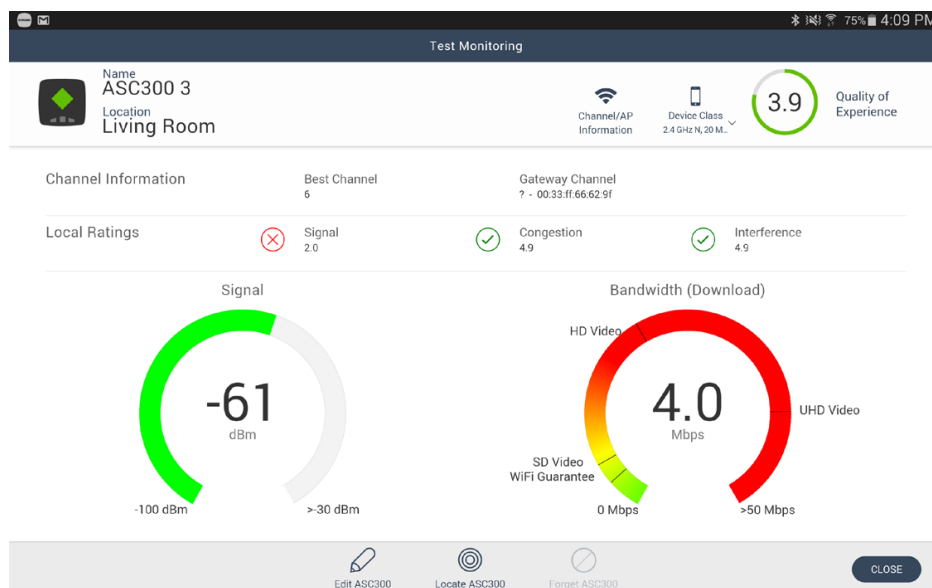 75% 4:09 PM
Test Monitoring
Name
ASC300 3
Location
Living Room
Channel/AP
Information
Device Class
2.4 GHz N, 20 M...
3.9
Quality of
Experience
Channel Information
Best Channel
6
Gateway Channel
? - 00:33:ff:66:62:9f
Local Ratings
Signal
2.0
Congestion
4.9
Interference
4.9
Signal
-61
dBm
-100 dBm
>-30 dBm
Bandwidth (Download)
HD Video
4.0
Mbps
UHD Video
SD Video
WiFi Guarantee
0 Mbps
>50 Mbps
Edit ASC300
Locate ASC300
Forget ASC300
CLOSE